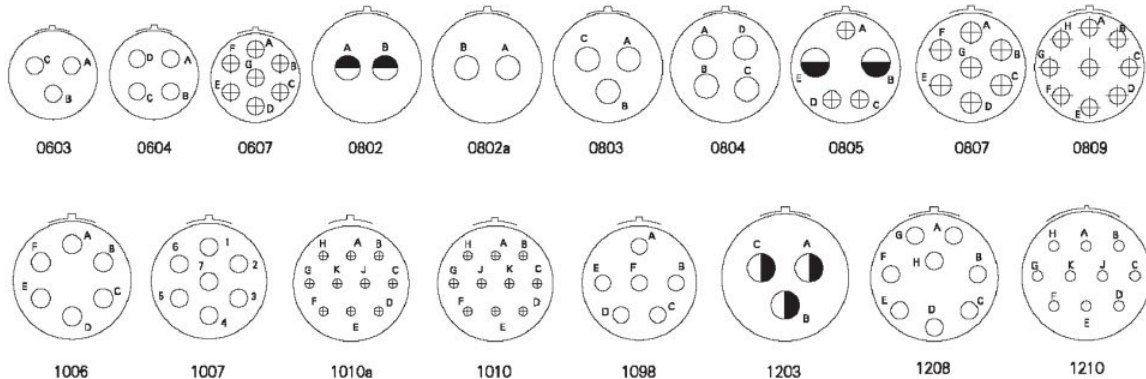 C A
B
0603
D A
C B
0604
F A
G B
E C
D
0607
A B
0802
B A
0802a
C A
B
0803
A D
B C
0804
A
E B
D C
0805
F A
G B
E C
D
0807
H A B
G C
F D
E
0809
A
F B
E C
D
1006
6 1
7 2
5 3
4
1007
H A B
G K J C
F D
E
1010a
H A B
G J K C
F D
E
1010
A
E F B
D C
1098
C A
B
1203
G A
F H B
E C
D
1208
H A B
G K J C
F D
E
1210